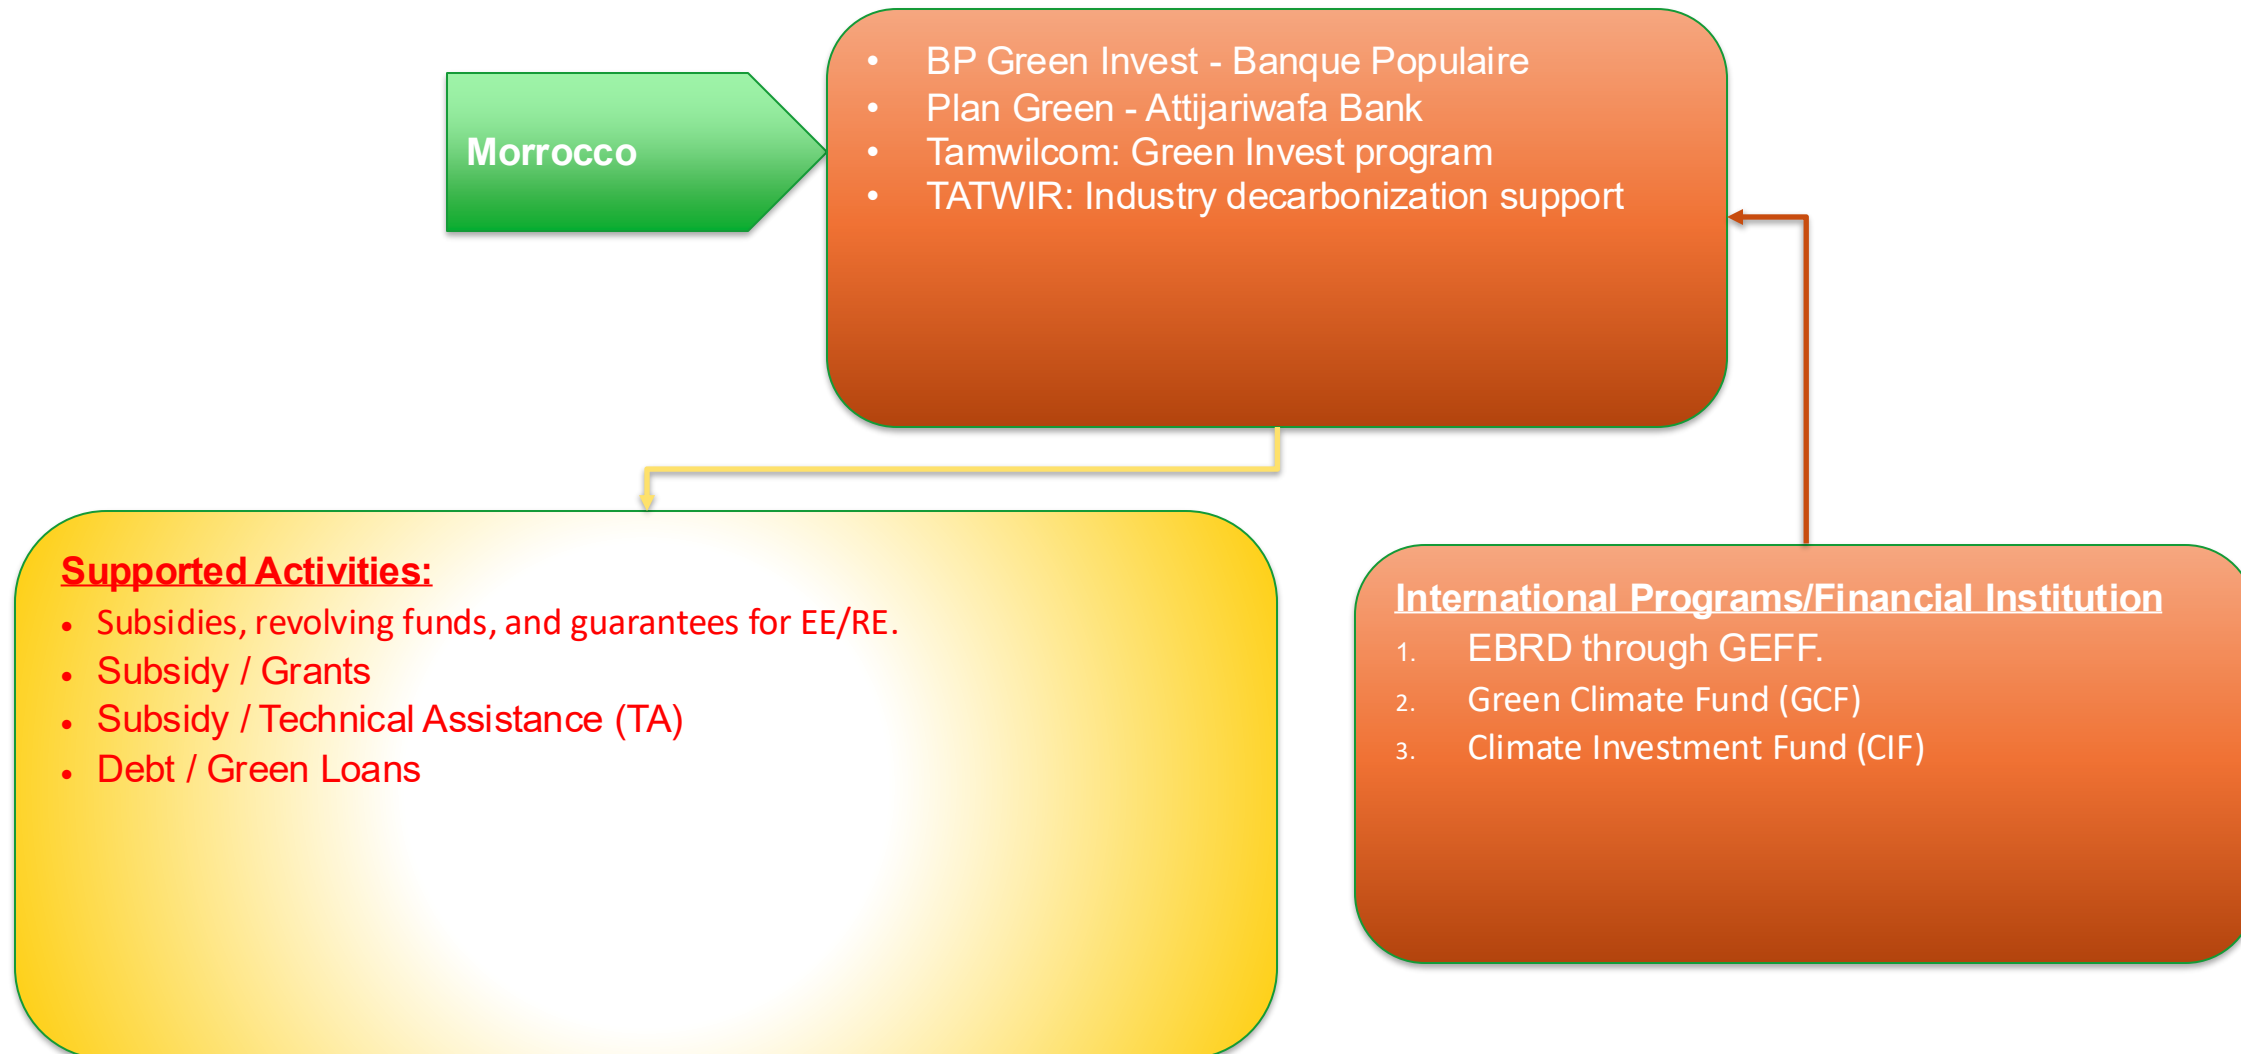 Morrocco
• BP Green Invest - Banque Populaire
• Plan Green - Attijariwafa Bank
• Tamwilcom: Green Invest program
• TATWIR: Industry decarbonization support
Supported Activities:
• Subsidies, revolving funds, and guarantees for EE/RE.
• Subsidy / Grants
• Subsidy / Technical Assistance (TA)
• Debt / Green Loans
International Programs/Financial Institution
1. EBRD through GEFF.
2. Green Climate Fund (GCF)
3. Climate Investment Fund (CIF)